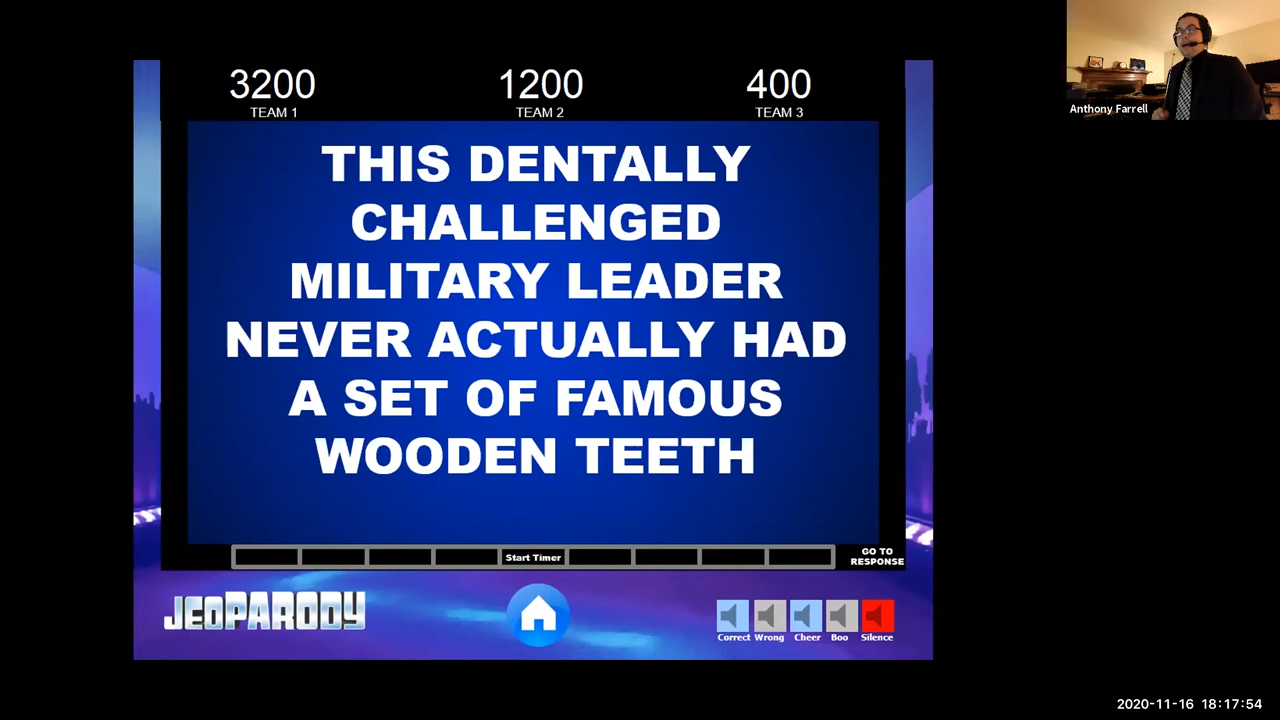 3200
TEAM 1
1200
TEAM 2
400
TEAM 3
THIS DENTALLY
CHALLENGED
MILITARY LEADER
NEVER ACTUALLY HAD
A SET OF FAMOUS
WOODEN TEETH
Start Timer
GO TO
RESPONSE
JEOPARODY
Correct
Wrong
Cheer
Boo
Silence
Anthony Farrell
2020-11-16 18:17:54